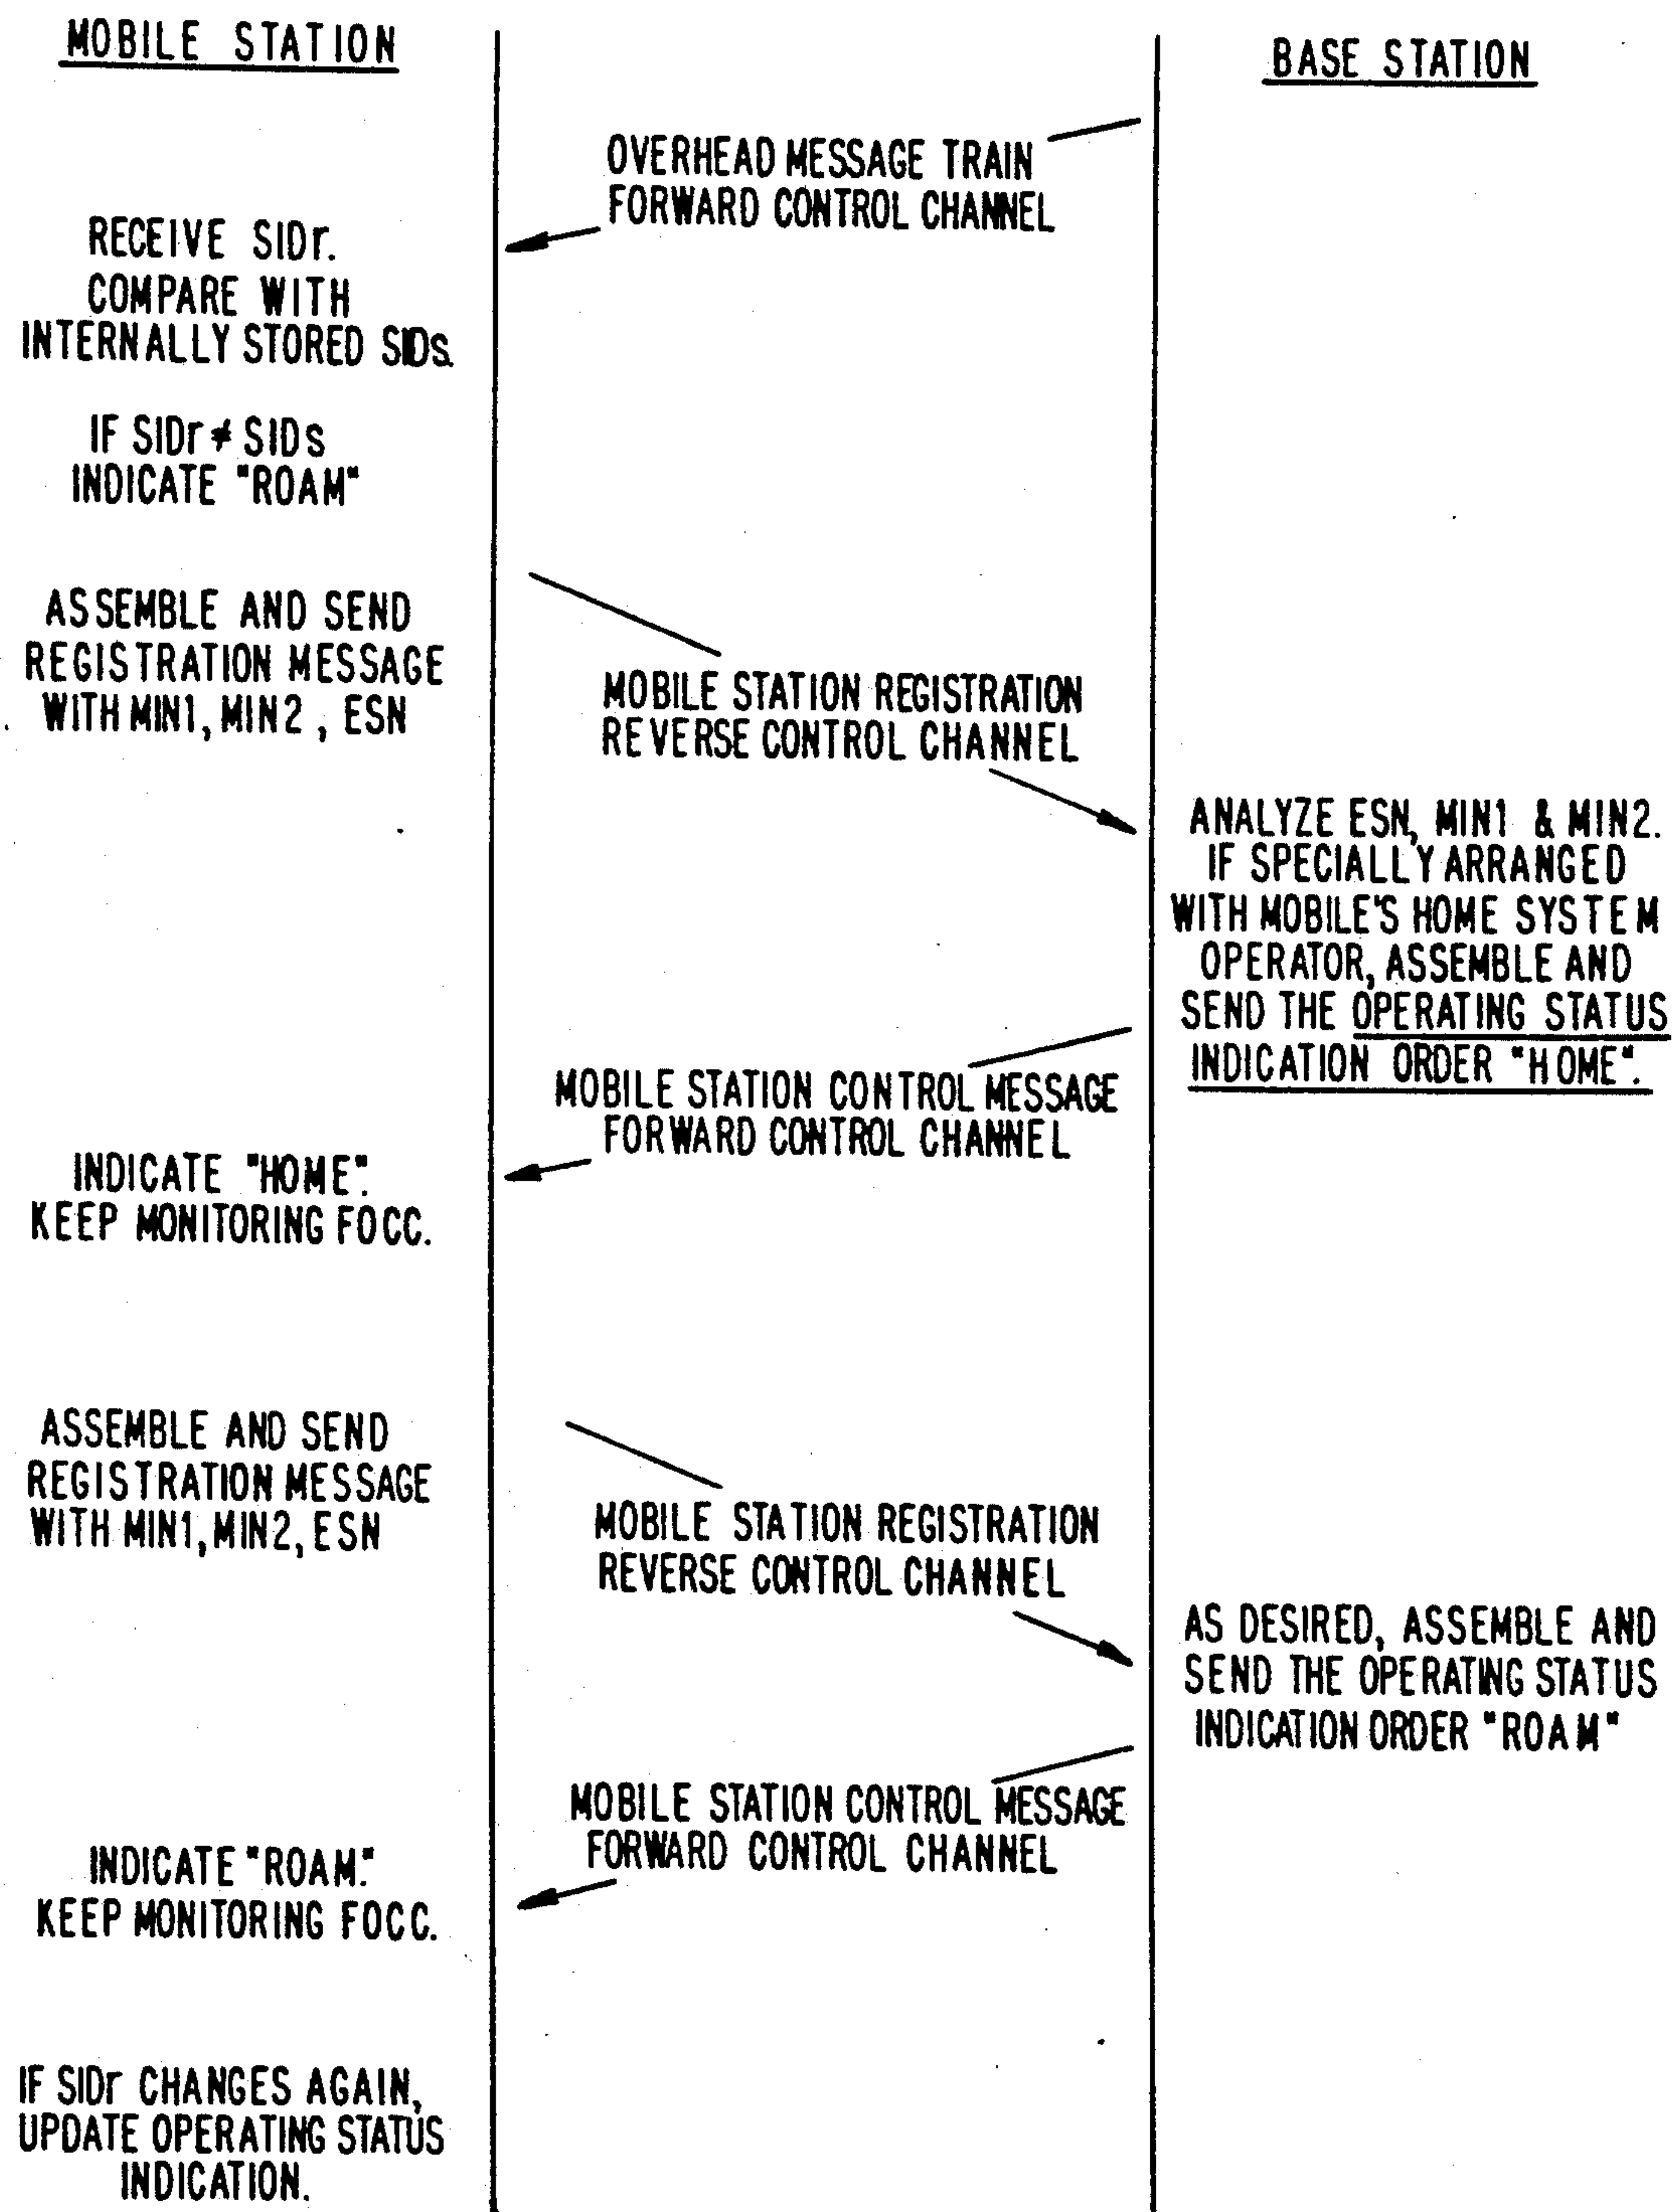 MOBILE STATION
BASE STATION
OVERHEAD MESSAGE TRAIN
FORWARD CONTROL CHANNEL
RECEIVE SIDr.
COMPARE WITH
INTERNALLY STORED SIDs.
IF SIDr ≠ SIDs
INDICATE "ROAM"
ASSEMBLE AND SEND
REGISTRATION MESSAGE
WITH MIN1, MIN2, ESN
MOBILE STATION REGISTRATION
REVERSE CONTROL CHANNEL
ANALYZE ESN, MIN1 & MIN2.
IF SPECIALLY ARRANGED
WITH MOBILE'S HOME SYSTEM
OPERATOR, ASSEMBLE AND
SEND THE OPERATING STATUS
INDICATION ORDER "HOME".
MOBILE STATION CONTROL MESSAGE
FORWARD CONTROL CHANNEL
INDICATE "HOME".
KEEP MONITORING FOCC.
ASSEMBLE AND SEND
REGISTRATION MESSAGE
WITH MIN1, MIN2, ESN
MOBILE STATION REGISTRATION
REVERSE CONTROL CHANNEL
AS DESIRED, ASSEMBLE AND
SEND THE OPERATING STATUS
INDICATION ORDER "ROAM"
MOBILE STATION CONTROL MESSAGE
FORWARD CONTROL CHANNEL
INDICATE "ROAM".
KEEP MONITORING FOCC.
IF SIDr CHANGES AGAIN,
UPDATE OPERATING STATUS
INDICATION.